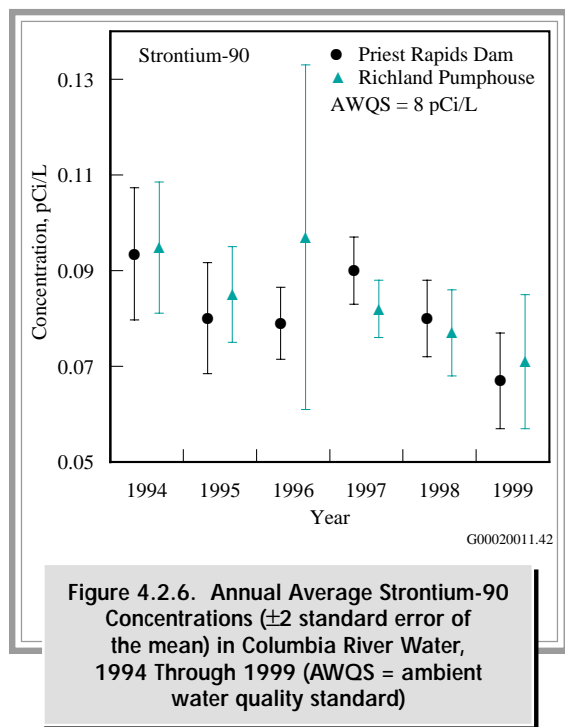 Strontium-90
Priest Rapids Dam
Richland Pumphouse
AWQS = 8 pCi/L
Concentration, pCi/L
0.13
0.11
0.09
0.07
0.05
1994 1995 1996 1997 1998 1999
Year
G00020011.42
Figure 4.2.6. Annual Average Strontium-90
Concentrations (±2 standard error of
the mean) in Columbia River Water,
1994 Through 1999 (AWQS = ambient
water quality standard)